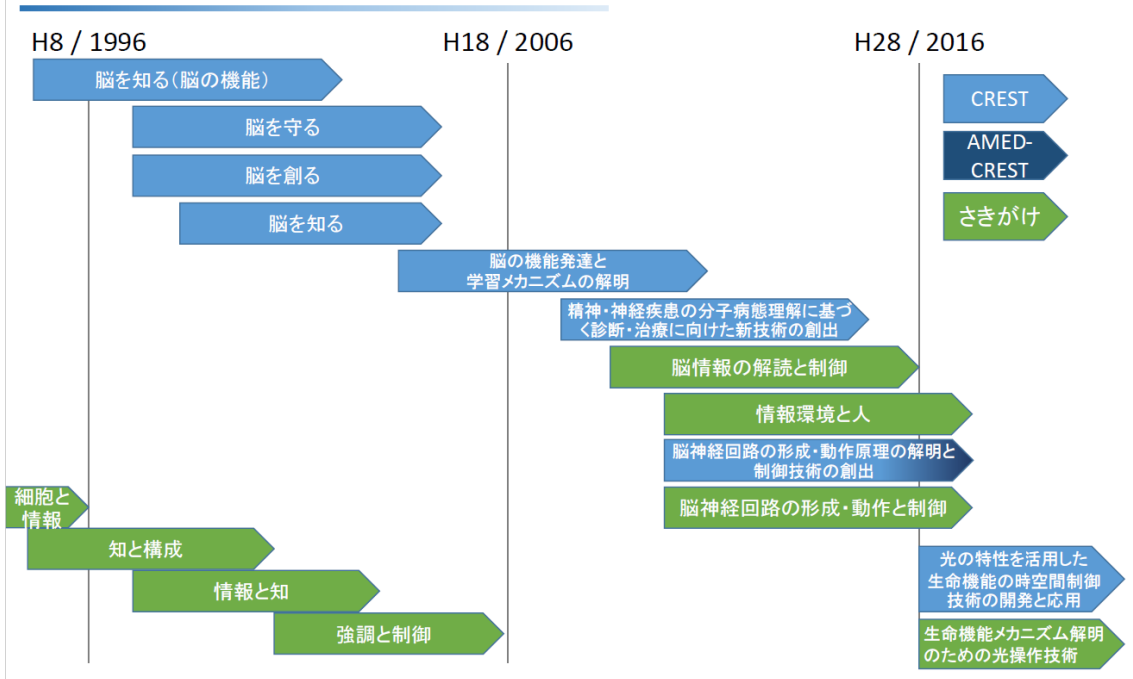 H8 / 1996
H18 / 2006
H28 / 2016
脳を知る（脳の機能）
脳を守る
脳を創る
脳を知る
脳の機能発達と
学習メカニズムの解明
精神・神経疾患の分子病態理解に基づ
く診断・治療に向けた新技術の創出
脳情報の解読と制御
情報環境と人
脳神経回路の形成・動作原理の解明と
制御技術の創出
脳神経回路の形成・動作と制御
細胞と
情報
知と構成
情報と知
強調と制御
光の特性を活用した
生命機能の時空間制御
技術の開発と応用
生命機能メカニズム解明
のための光操作技術
CREST
AMED-
CREST
さきがけ